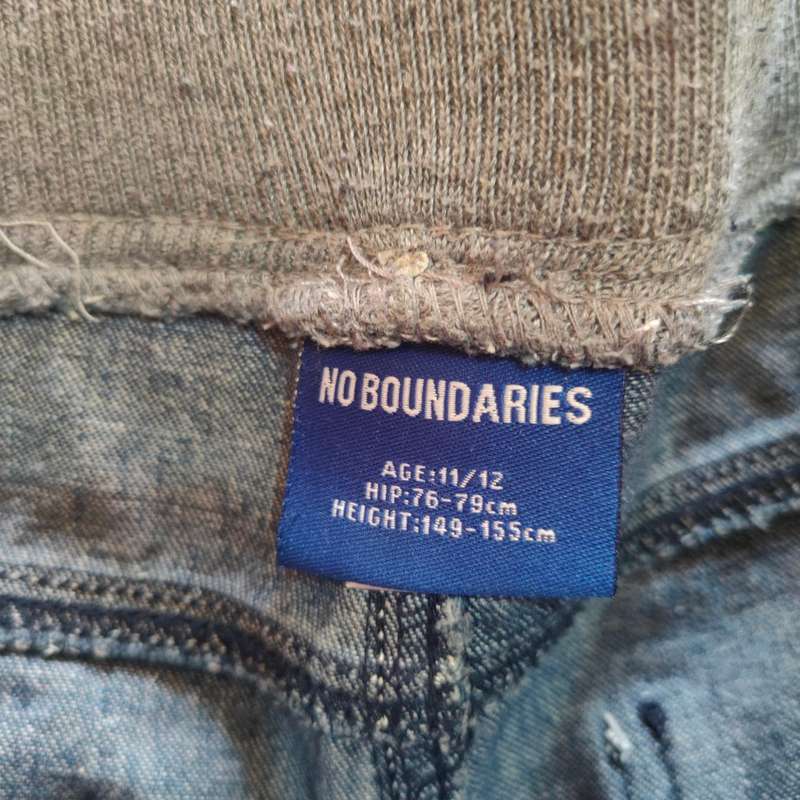 NO BOUNDARIES
AGE:11/12
HIP:76-79cm
HEIGHT:149-155cm